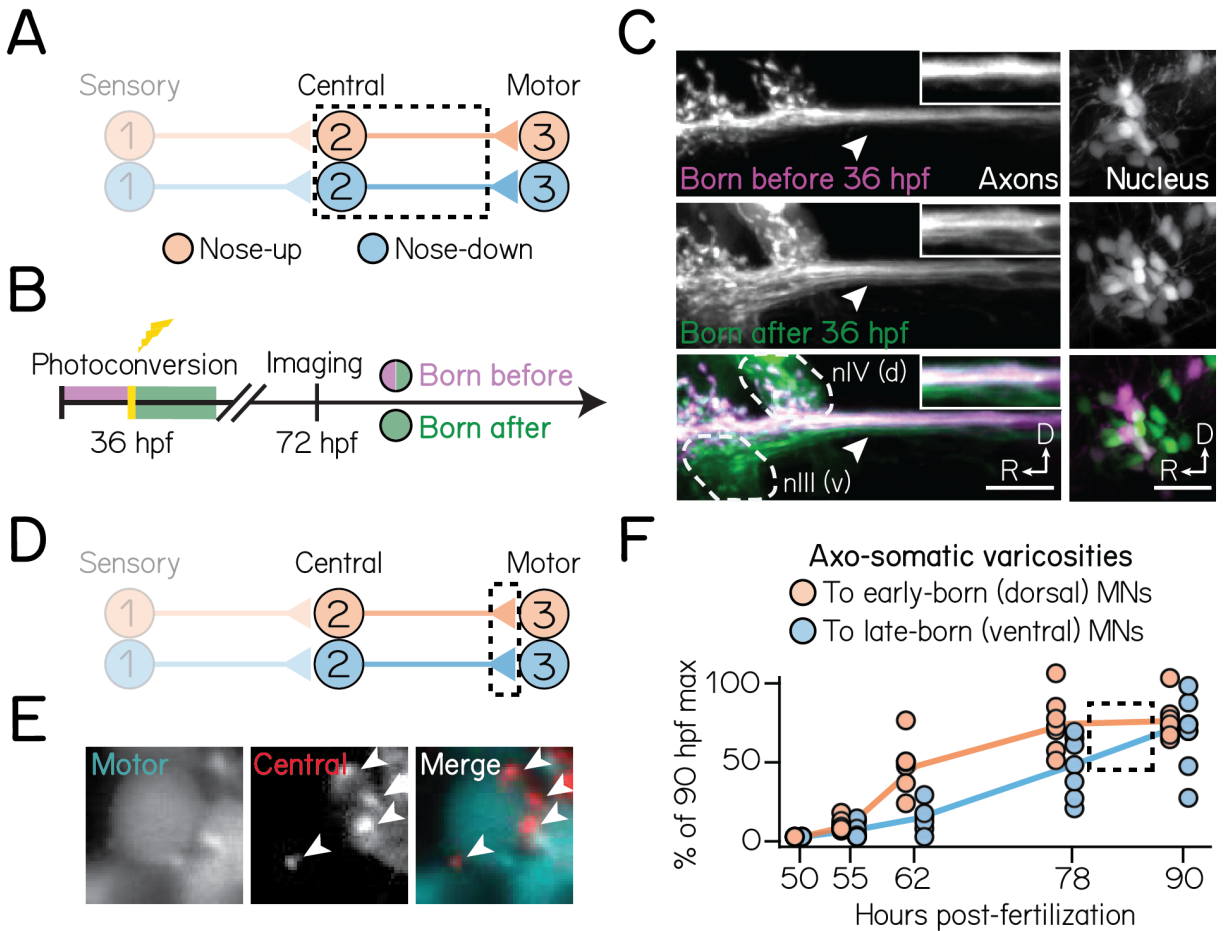 A
Sensory
Central
Motor
1
2
3
1
2
3
Nose-up
Nose-down
B
Photoconversion
Imaging
36 hpf
72 hpf
Born before
Born after
C
Born before 36 hpf
Axons
Nucleus
Born after 36 hpf
nIV (d)
nIII (v)
D
R
D
R
D
Sensory
Central
Motor
1
2
3
1
2
3
E
Motor
Central
Merge
F
Axo-somatic varicosities
To early-born (dorsal) MNs
To late-born (ventral) MNs
% of 90 hpf max
100
50
0
50
55
62
78
90
Hours post-fertilization